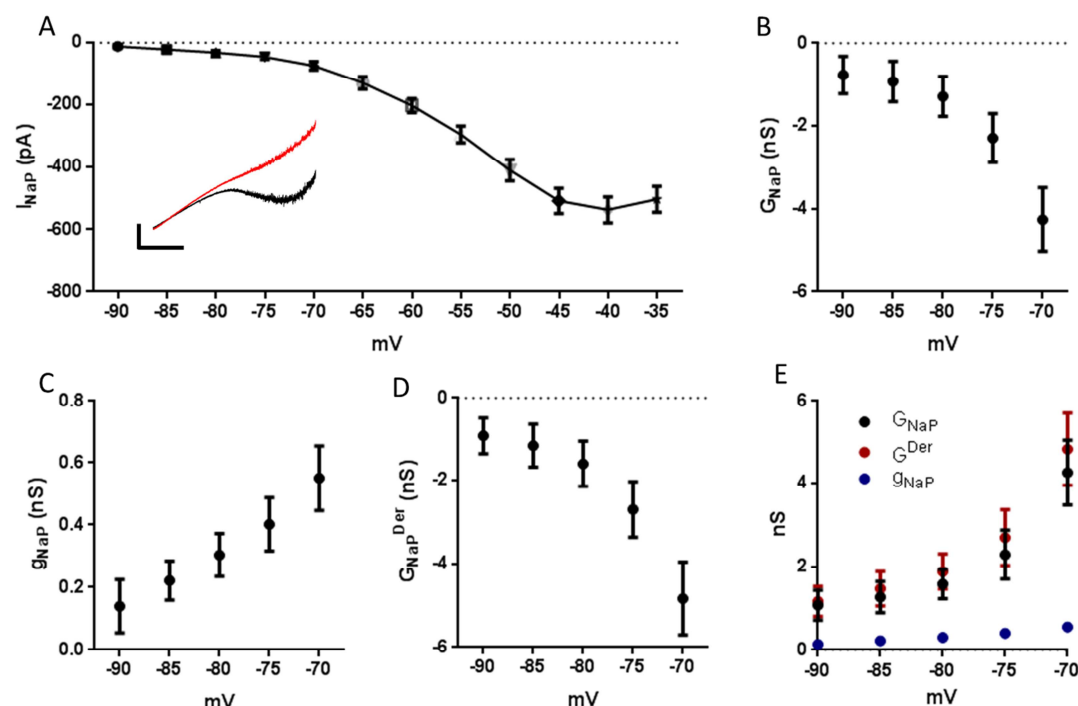 A
0
-200
-400
-600
-800
I_NaP (pA)
-90 -85 -80 -75 -70 -65 -60 -55 -50 -45 -40 -35
mV
B
0
-2
-4
-6
G_NaP (nS)
-90 -85 -80 -75 -70
mV
C
0.8
0.6
0.4
0.2
0.0
g_NaP (nS)
-90 -85 -80 -75 -70
mV
D
0
-2
-4
-6
G_NaP^Der (nS)
-90 -85 -80 -75 -70
mV
E
6
4
2
0
nS
G_NaP
G^Der
g_NaP
-90 -85 -80 -75 -70
mV